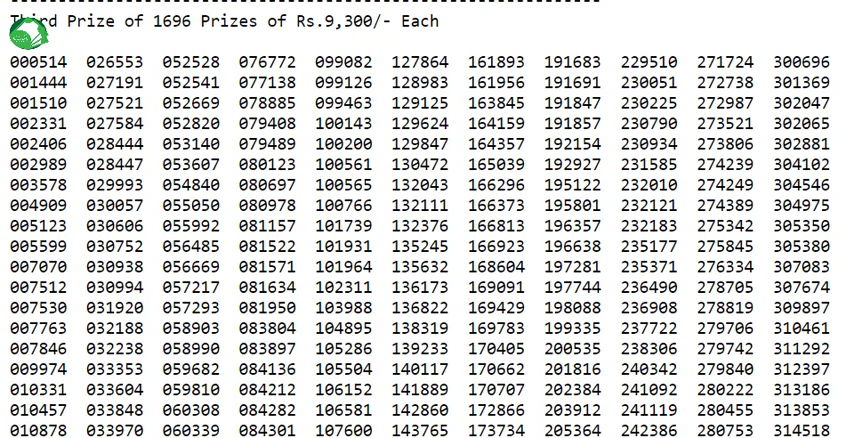 Third Prize of 1696 Prizes of Rs.9,300/- Each
000514 026553 052528 076772 099082 127864 161893 191683 229510 271724 300696
001444 027191 052541 077138 099126 128983 161956 191691 230051 272738 301369
001510 027521 052669 078885 099463 129125 163845 191847 230225 272987 302047
002331 027584 052820 079408 100143 129624 164159 191857 230790 273521 302065
002406 028444 053140 079489 100200 129847 164357 192154 230934 273806 302881
002989 028447 053607 080123 100561 130472 165039 192927 231585 274239 304102
003578 029993 054840 080697 100565 132043 166296 195122 232010 274249 304546
004909 030057 055050 080978 100766 132111 166373 195801 232121 274389 304975
005123 030606 055992 081157 101739 132376 166813 196357 232183 275342 305350
005599 030752 056485 081522 101931 135245 166923 196638 235177 275845 305380
007070 030938 056669 081571 101964 135632 168604 197281 235371 276334 307083
007512 030994 057217 081634 102311 136173 169091 197744 236490 278705 307674
007530 031920 057293 081950 103988 136822 169429 198088 236908 278819 309897
007763 032188 058903 083804 104895 138319 169783 199335 237722 279706 310461
007846 032238 058990 083897 105286 139233 170405 200535 238306 279742 311292
009974 033353 059682 084136 105504 140117 170662 201816 240342 279840 312397
010331 033604 059810 084212 106152 141889 170707 202384 241092 280222 313186
010457 033848 060308 084282 106581 142860 172866 203912 241119 280455 313853
010878 033970 060339 084301 107600 143765 173734 205364 242386 280753 314518